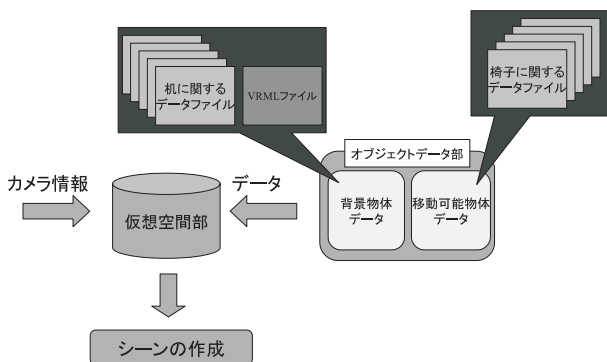 机に関する
データファイル
VRMLファイル
椅子に関する
データファイル
オブジェクトデータ部
カメラ情報
データ
仮想空間部
背景物体
データ
移動可能物体
データ
シーンの作成